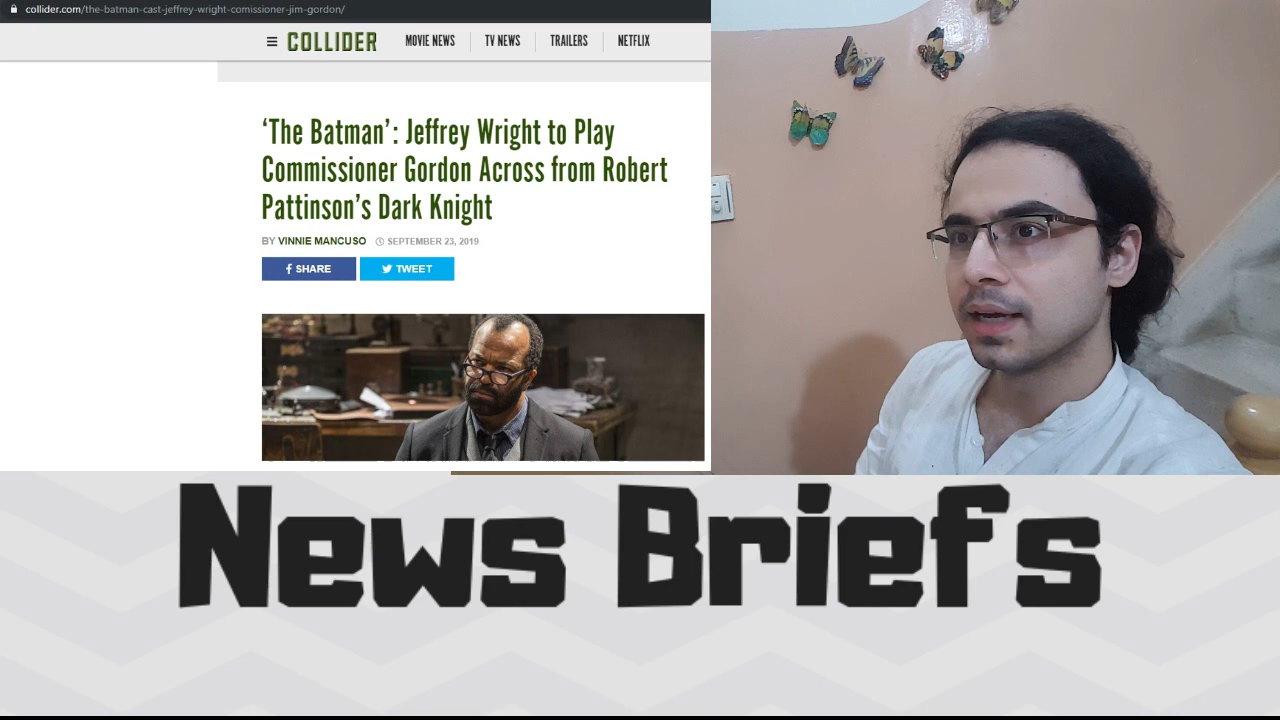 collider.com/the-batman-cast-jeffrey-wright-comissioner-jim-gordon/
COLLIDER MOVIE NEWS TV NEWS TRAILERS NETFLIX
‘The Batman’: Jeffrey Wright to Play
Commissioner Gordon Across from Robert
Pattinson’s Dark Knight
BY VINNIE MANCUSO SEPTEMBER 23, 2019
SHARE TWEET
News Briefs